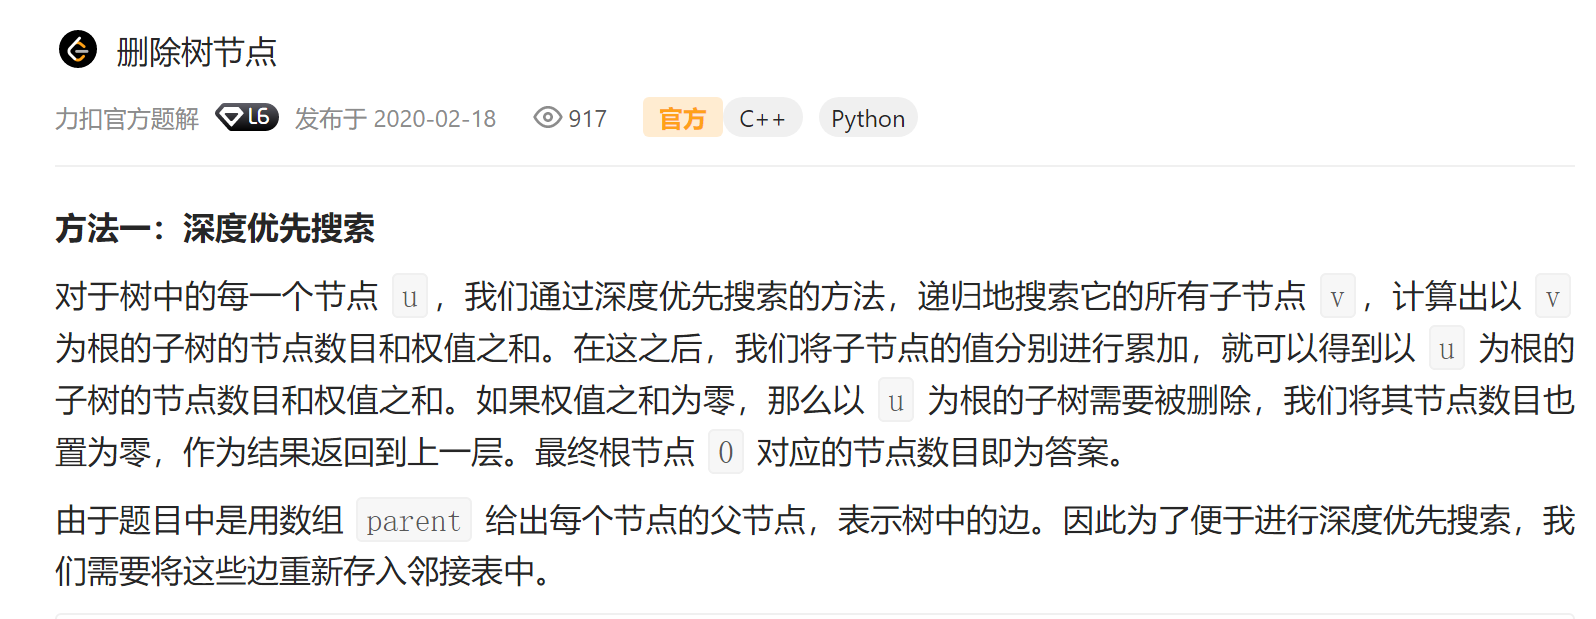 删除树节点
力扣官方题解 L6 发布于 2020-02-18 917 官方 C++ Python
方法一：深度优先搜索
对于树中的每一个节点 u ，我们通过深度优先搜索的方法，递归地搜索它的所有子节点 v ，计算出以 v
为根的子树的节点数目和权值之和。在这之后，我们将子节点的值分别进行累加，就可以得到以 u 为根的
子树的节点数目和权值之和。如果权值之和为零，那么以 u 为根的子树需要被删除，我们将其节点数目也
置为零，作为结果返回到上一层。最终根节点 0 对应的节点数目即为答案。
由于题目中是用数组 parent 给出每个节点的父节点，表示树中的边。因此为了便于进行深度优先搜索，我
们需要将这些边重新存入邻接表中。